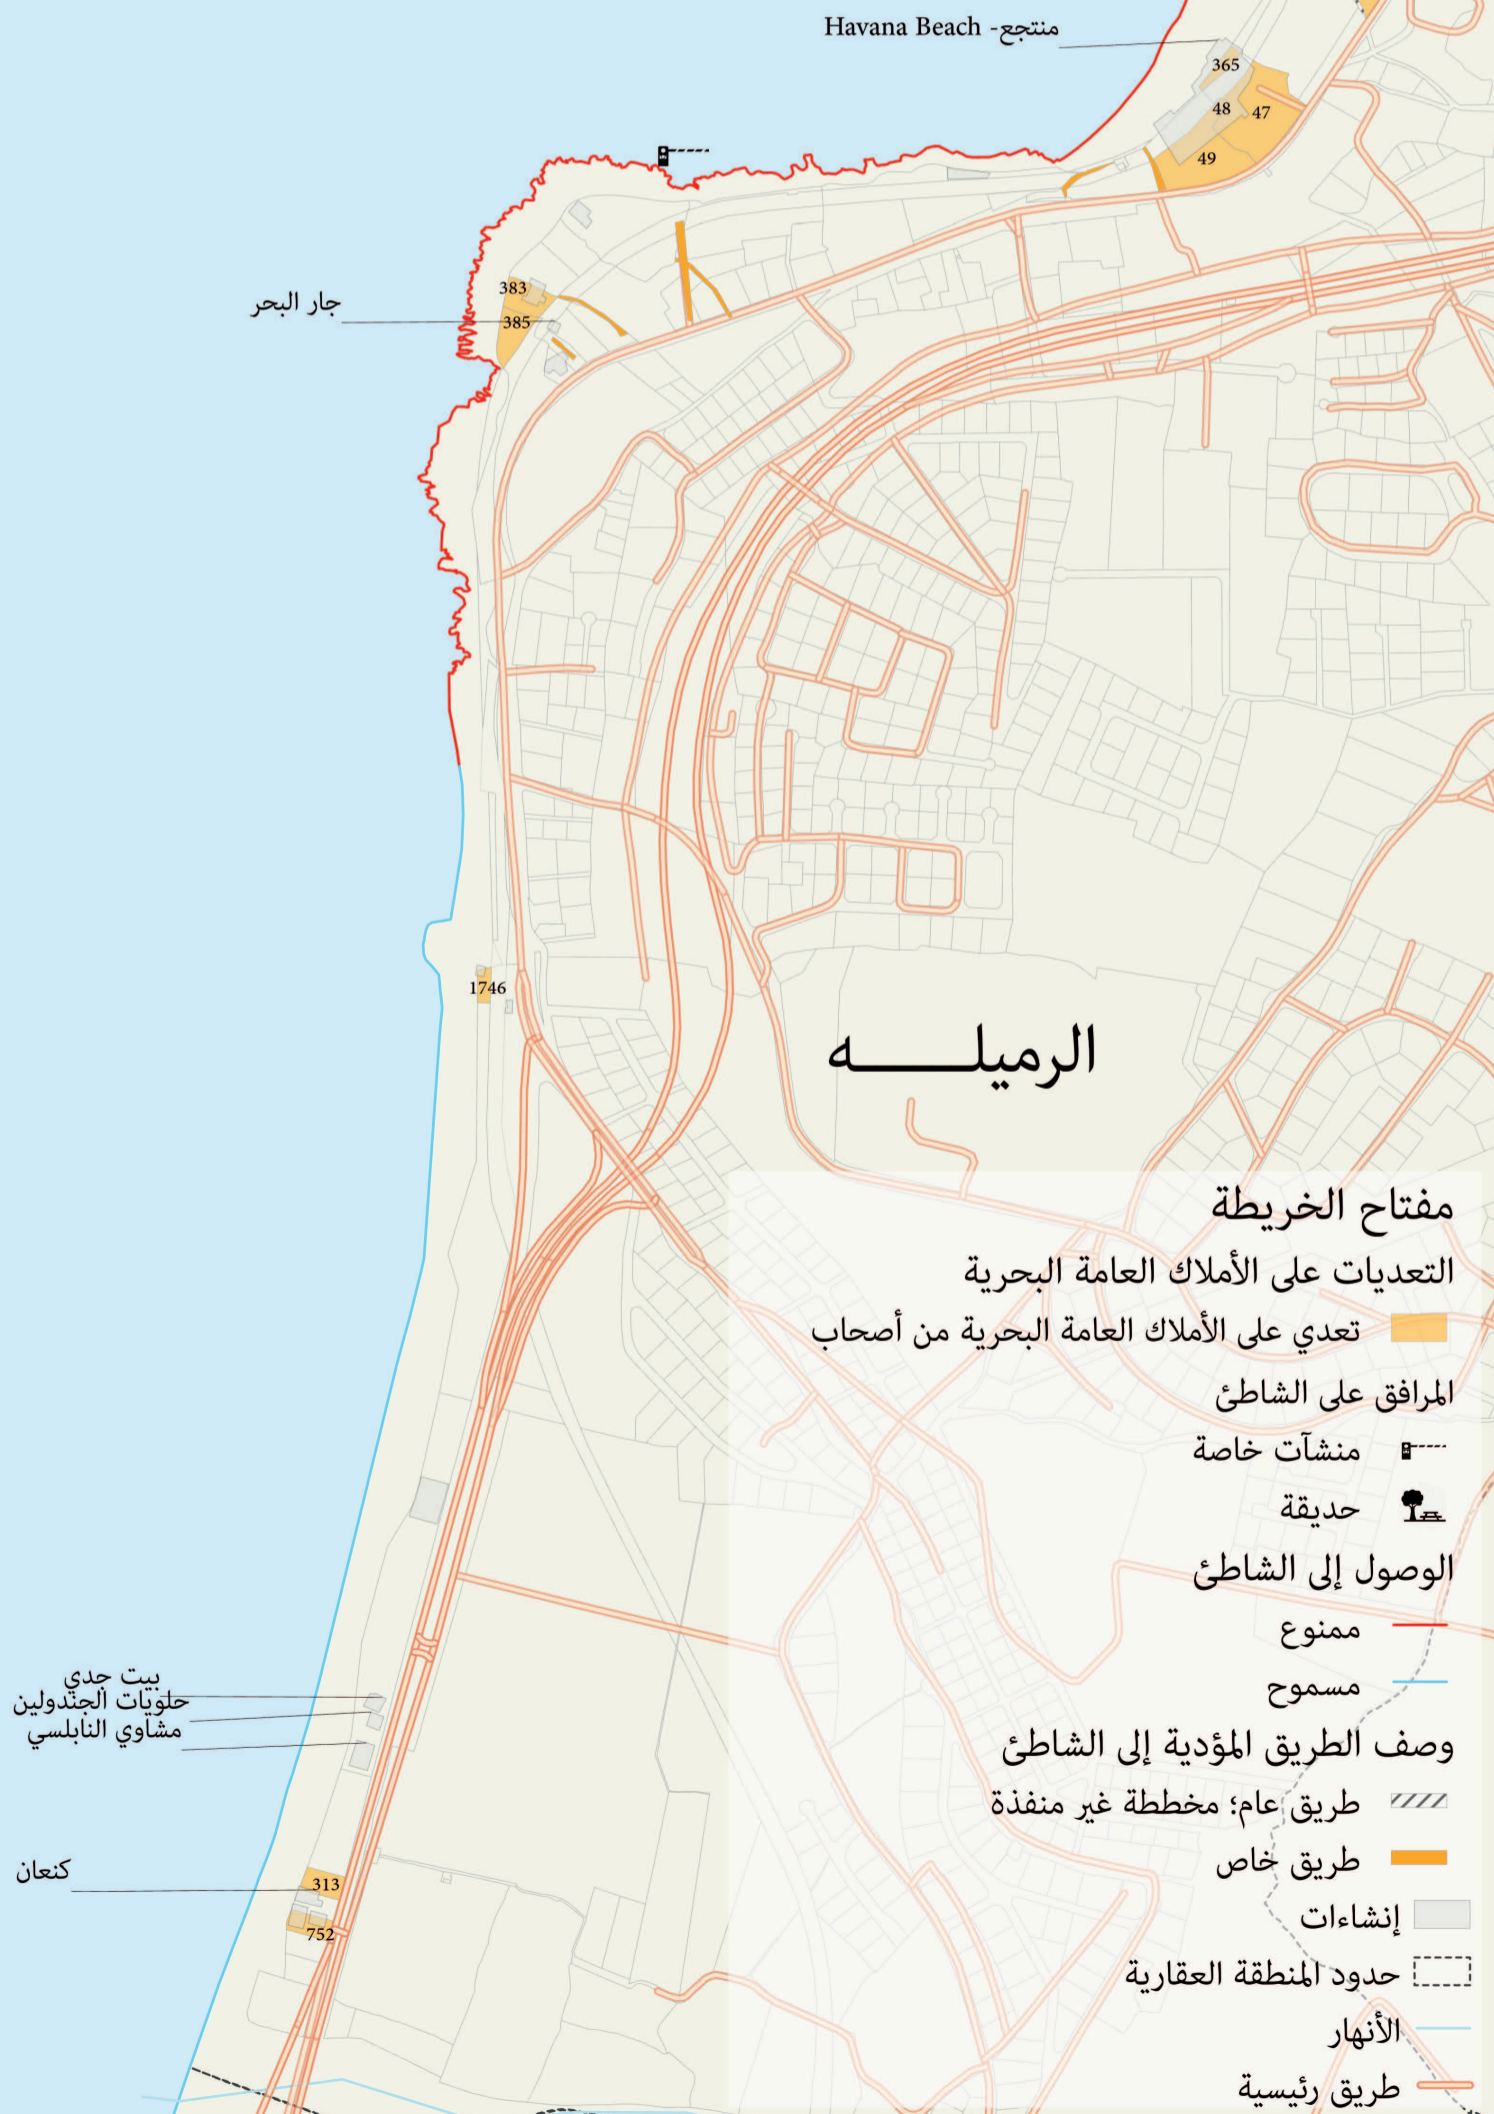 منتجع- Havana Beach
365
48
47
49
383
جار البحر
385
1746
الرميلـــــه
مفتاح الخريطة
التعديات على الأملاك العامة البحرية
تعدي على الأملاك العامة البحرية من أصحاب
المرافق على الشاطئ
منشآت خاصة
حديقة
الوصول إلى الشاطئ
ممنوع
مسموح
وصف الطريق المؤدية إلى الشاطئ
طريق عام؛ مخططة غير منفذة
طريق خاص
إنشاءات
حدود المنطقة العقارية
الأنهار
طريق رئيسية
بيت جدي
حلويات الجندولين
مشاوي النابلسي
كنعان
313
752